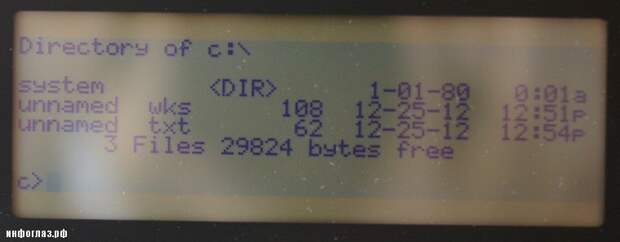 Directory of c:\
system <DIR> 1-01-80 0:01a
unnamed wks 108 12-25-12 12:51p
unnamed txt 62 12-25-12 12:54p
3 Files 29824 bytes free
c>
инфоглаз.рф